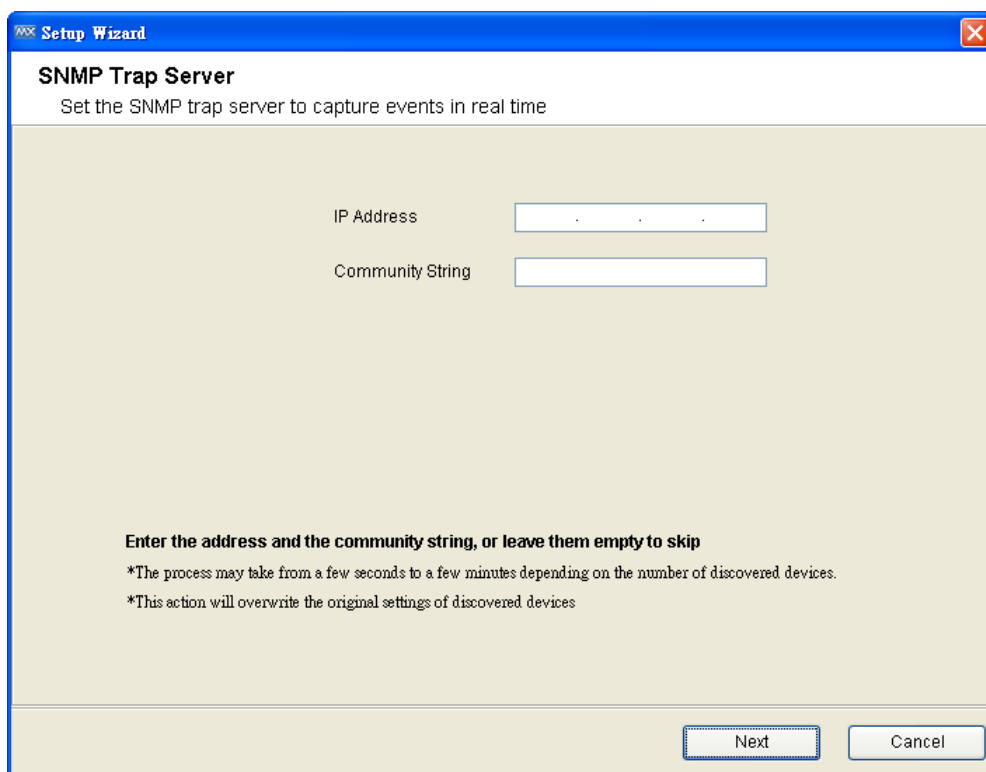 MX Setup Wizard
SNMP Trap Server
Set the SNMP trap server to capture events in real time
IP Address
. . .
Community String
Enter the address and the community string, or leave them empty to skip
*The process may take from a few seconds to a few minutes depending on the number of discovered devices.
*This action will overwrite the original settings of discovered devices
Next Cancel